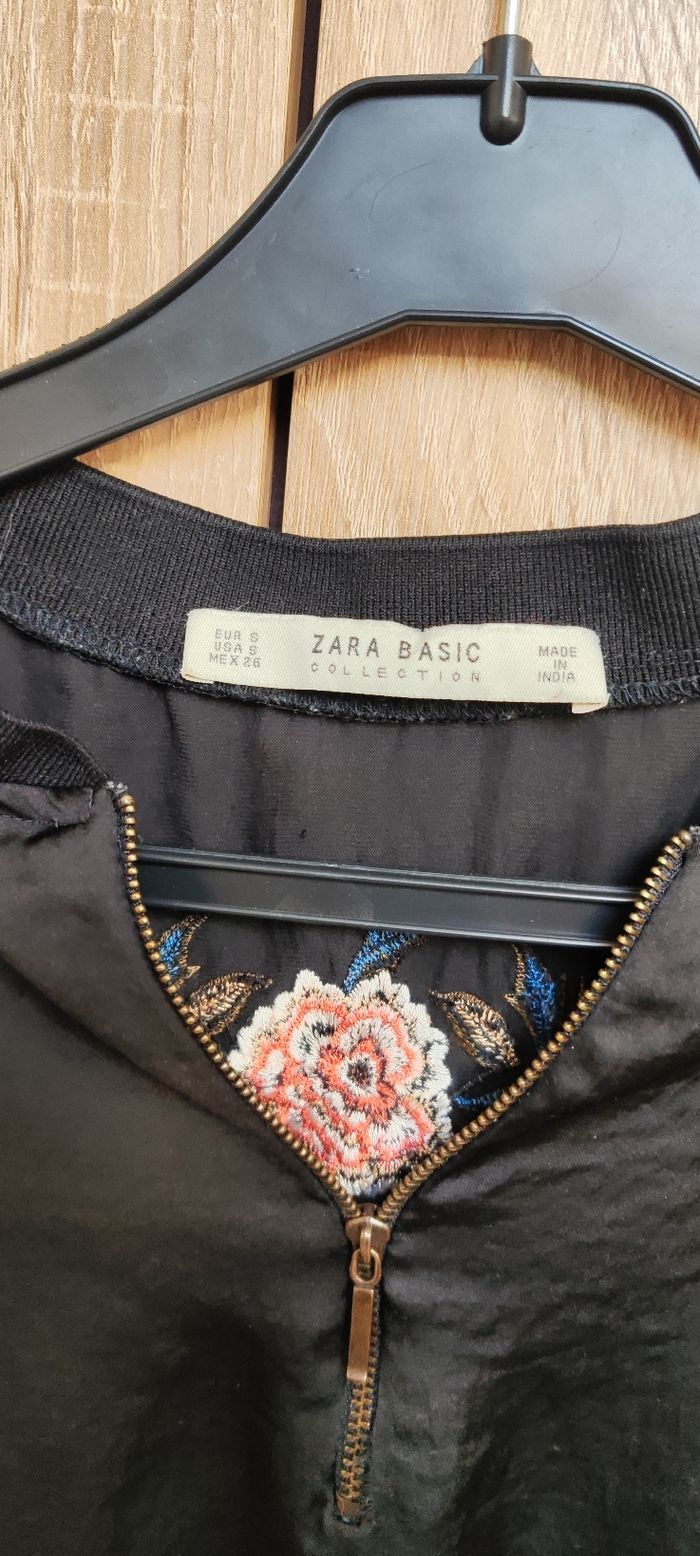 EUR S
USA S
MEX 26
ZARA BASIC
COLLECTION
MADE
IN
INDIA